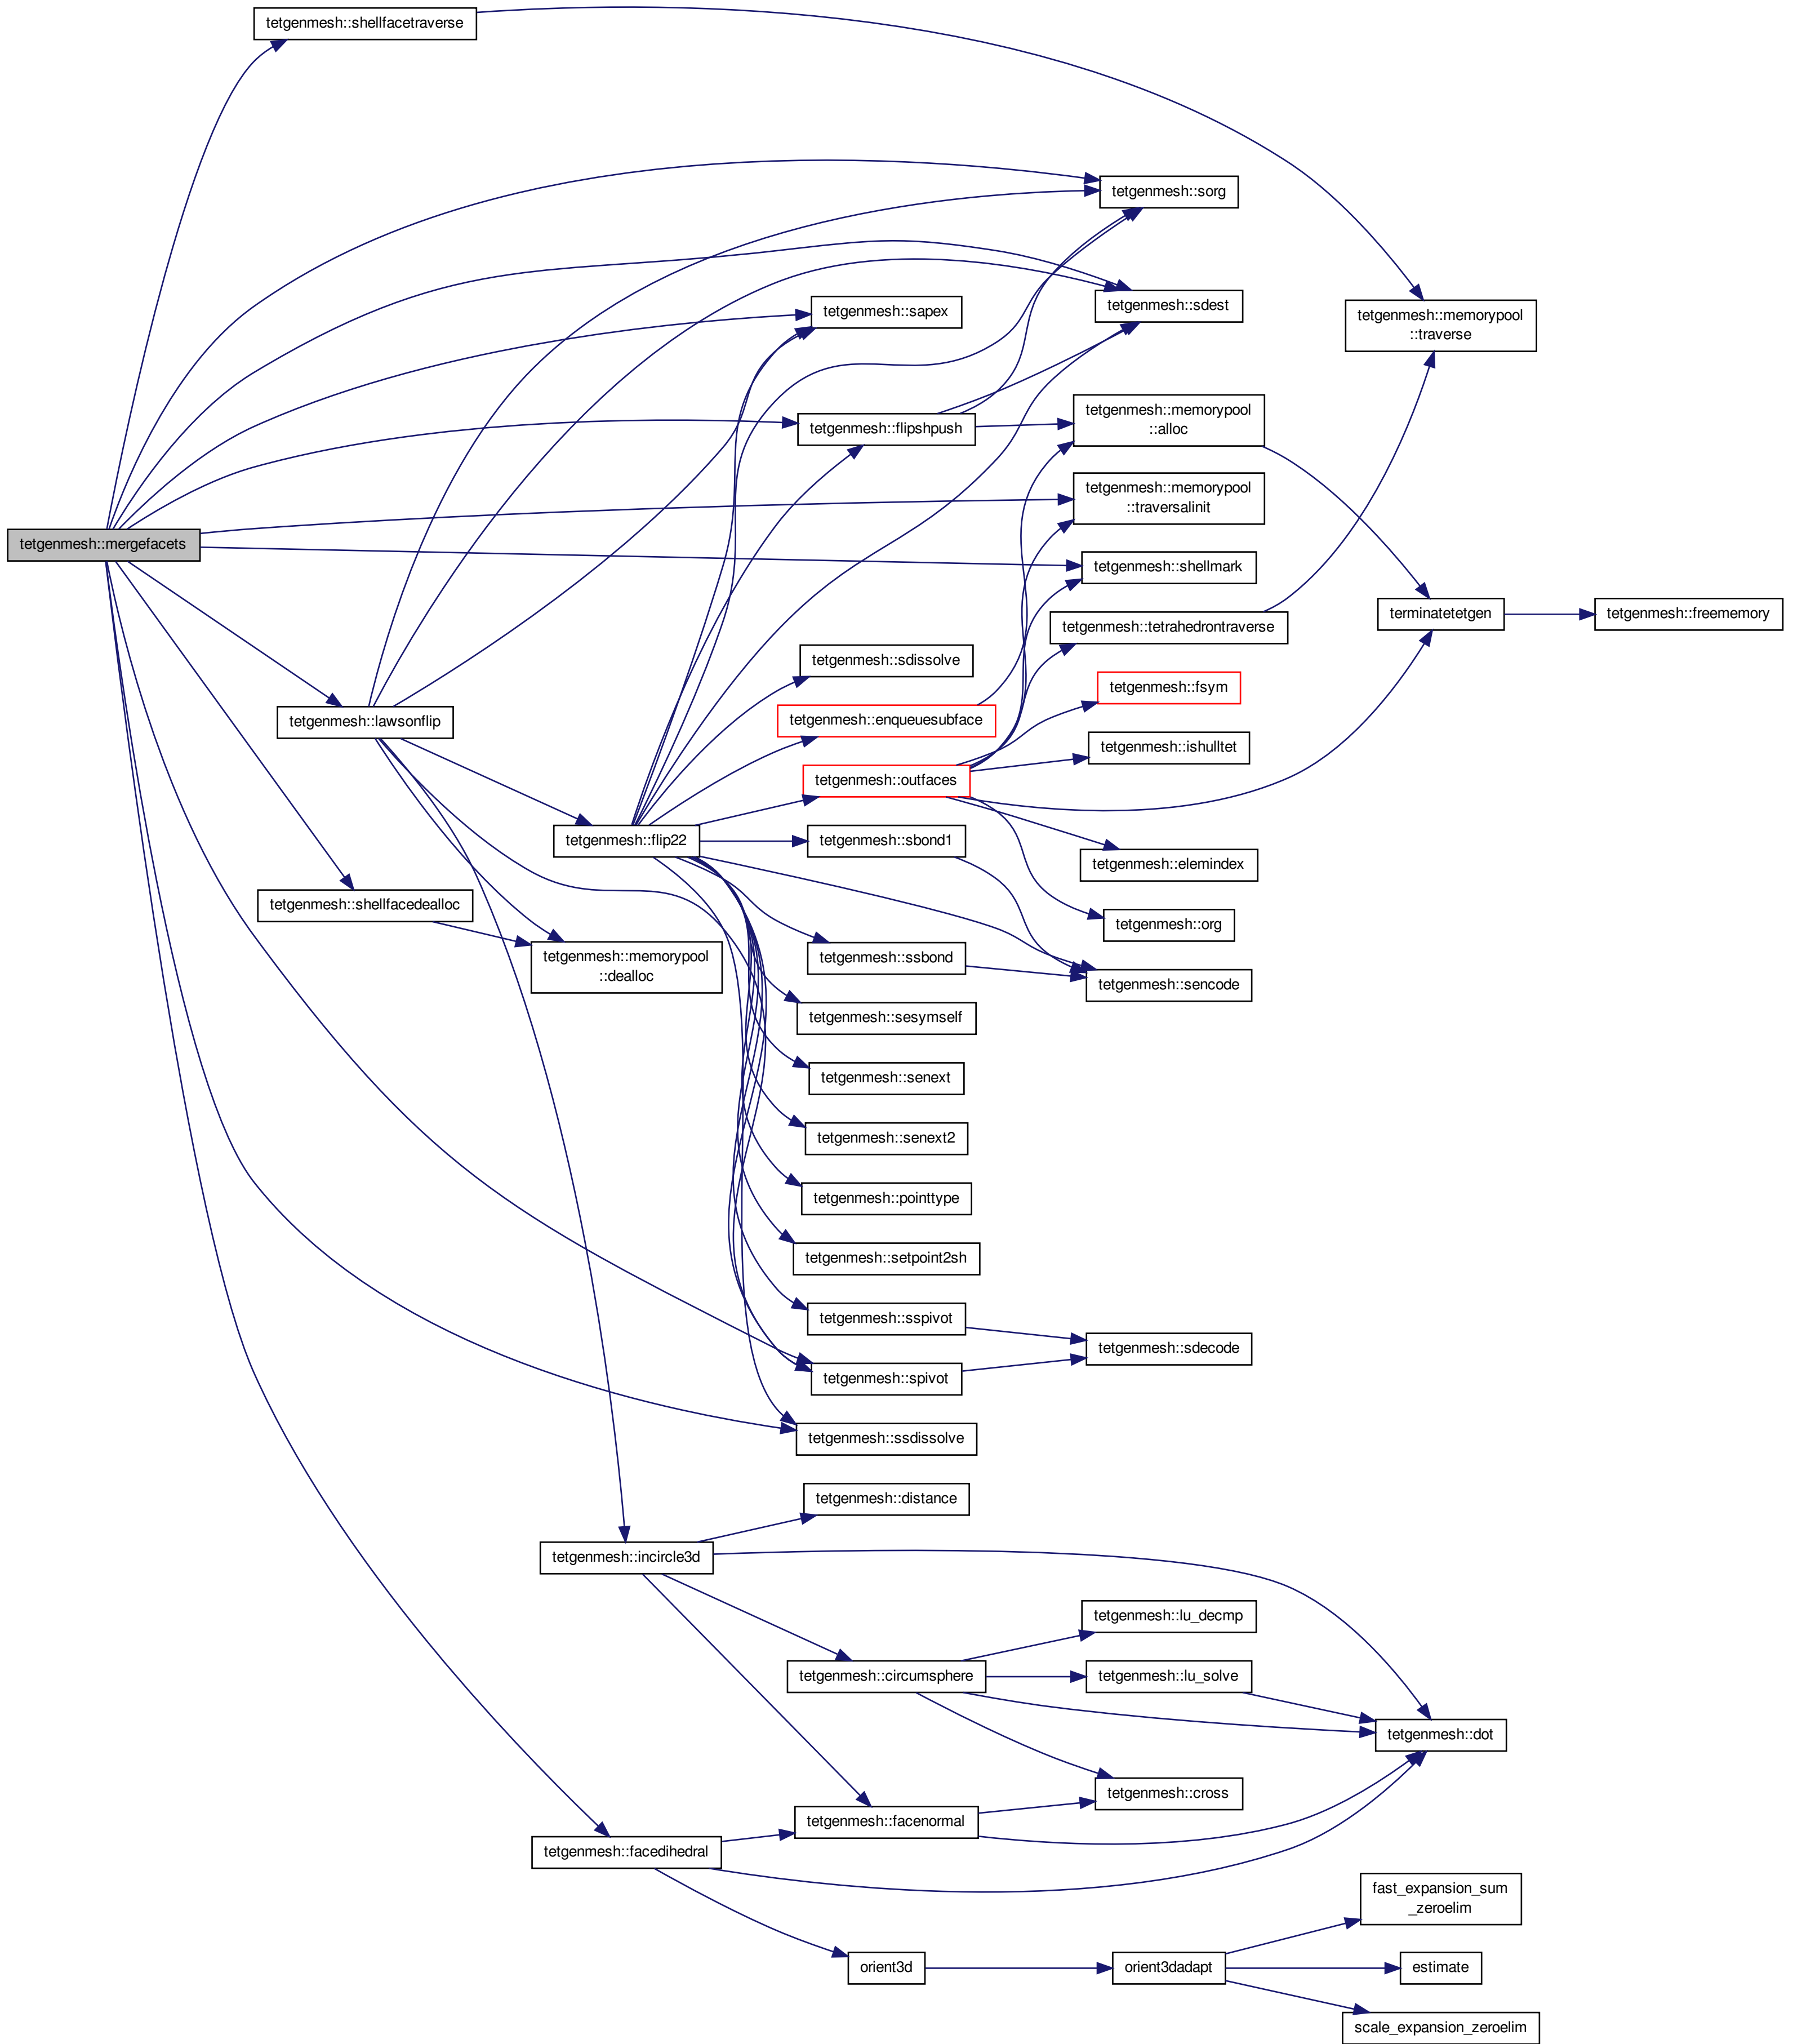 tetgenmesh::shellfacetraverse
tetgenmesh::sorg
tetgenmesh::sapex
tetgenmesh::sdest
tetgenmesh::memorypool
::traverse
tetgenmesh::flipshpush
tetgenmesh::memorypool
::alloc
tetgenmesh::memorypool
::traversalinit
tetgenmesh::mergefacets
tetgenmesh::shellmark
tetgenmesh::tetrahedrontraverse
terminatetetgen
tetgenmesh::freememory
tetgenmesh::sdissolve
tetgenmesh::fsym
tetgenmesh::lawsonflip
tetgenmesh::enqueuesubface
tetgenmesh::ishulltet
tetgenmesh::outfaces
tetgenmesh::flip22
tetgenmesh::sbond1
tetgenmesh::elemindex
tetgenmesh::shellfacedealloc
tetgenmesh::org
tetgenmesh::memorypool
::dealloc
tetgenmesh::ssbond
tetgenmesh::sencode
tetgenmesh::sesymself
tetgenmesh::senext
tetgenmesh::senext2
tetgenmesh::pointtype
tetgenmesh::setpoint2sh
tetgenmesh::sspivot
tetgenmesh::sdecode
tetgenmesh::spivot
tetgenmesh::ssdissolve
tetgenmesh::distance
tetgenmesh::incircle3d
tetgenmesh::lu_decmp
tetgenmesh::circumsphere
tetgenmesh::lu_solve
tetgenmesh::dot
tetgenmesh::cross
tetgenmesh::facenormal
tetgenmesh::facedihedral
fast_expansion_sum
_zeroelim
orient3d
orient3dadapt
estimate
scale_expansion_zeroelim